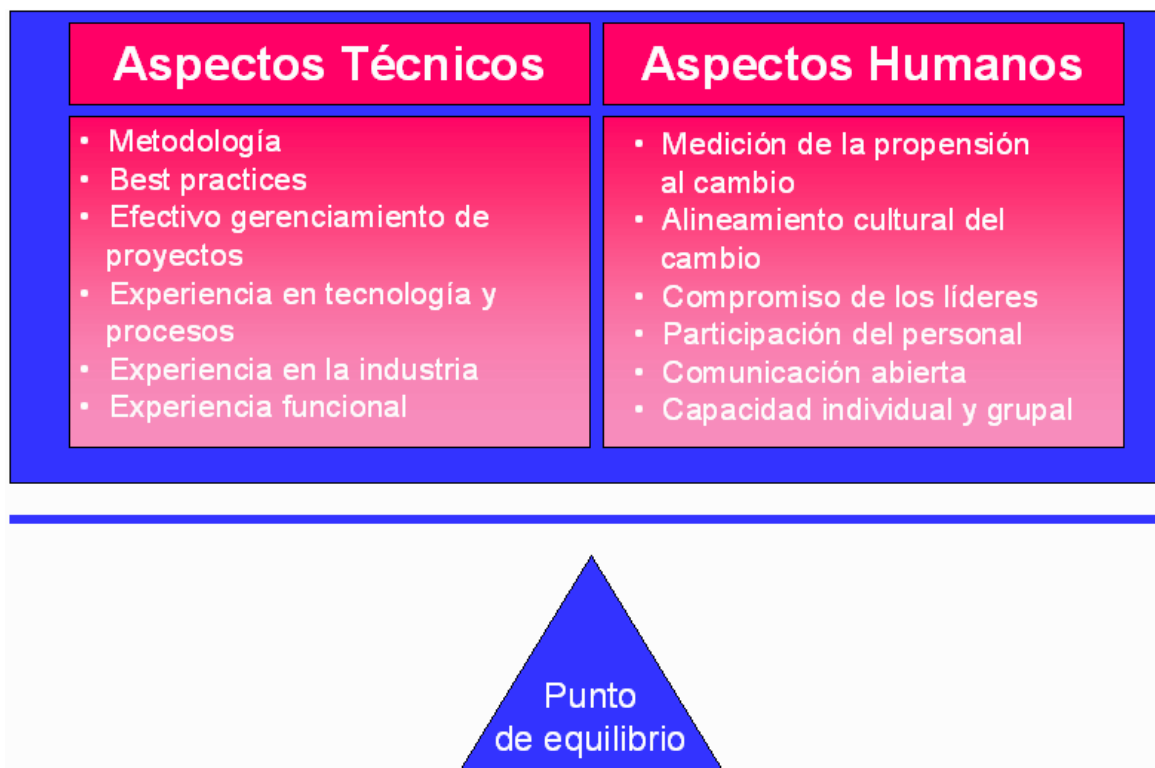 Aspectos Técnicos
• Metodología
• Best practices
• Efectivo gerenciamiento de
proyectos
• Experiencia en tecnología y
procesos
• Experiencia en la industria
• Experiencia funcional
Aspectos Humanos
• Medición de la propensión
al cambio
• Alineamiento cultural del
cambio
• Compromiso de los líderes
• Participación del personal
• Comunicación abierta
• Capacidad individual y grupal
Punto
de equilibrio